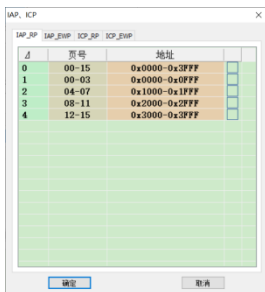 IAP, ICP
IAP_RP IAP_EWP ICP_RP ICP_EWP
页号 地址
0 00-15 0x0000-0x3FFF
1 00-03 0x0000-0x0FFF
2 04-07 0x1000-0x1FFF
3 08-11 0x2000-0x2FFF
4 12-15 0x3000-0x3FFF
确定 取消